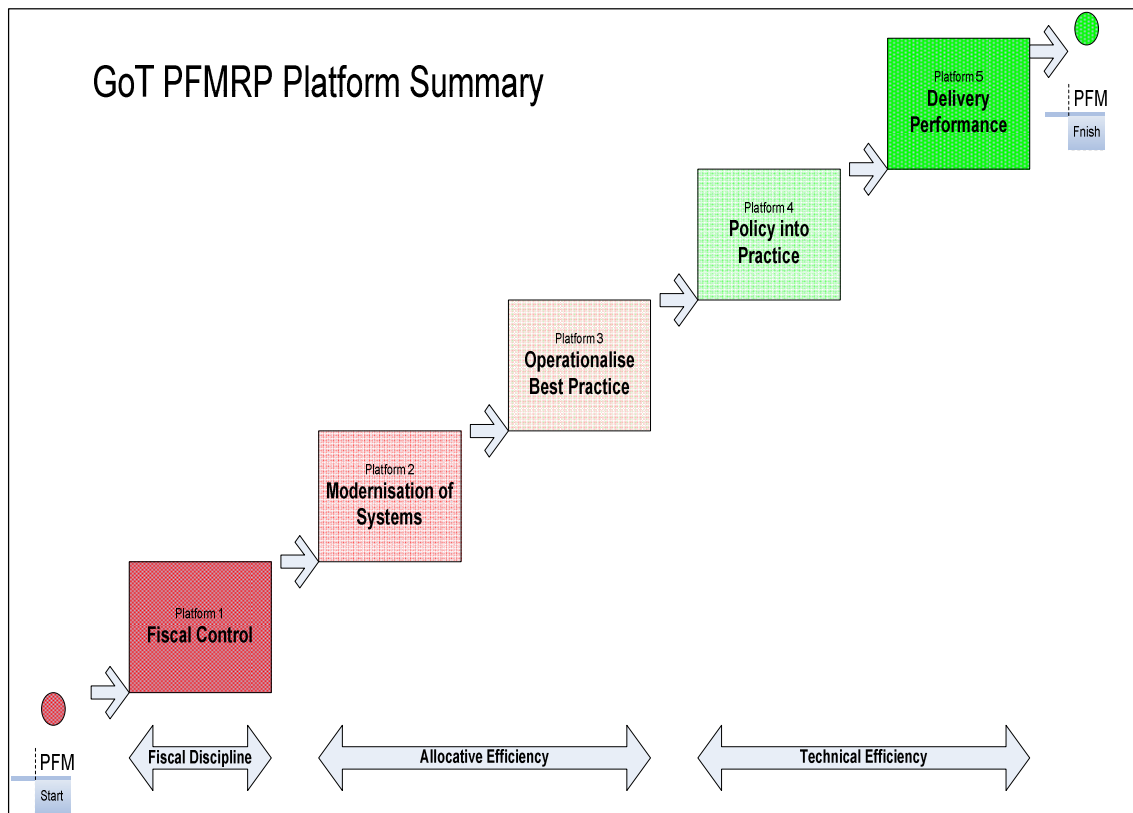 GoT PFMRP Platform Summary
Platform 5
Delivery
Performance
PFM
Fnish
Platform 4
Policy into
Practice
Platform 3
Operationalise
Best Practice
Platform 2
Modernisation of
Systems
Platform 1
Fiscal Control
PFM
Start
Fiscal Discipline
Allocative Efficiency
Technical Efficiency